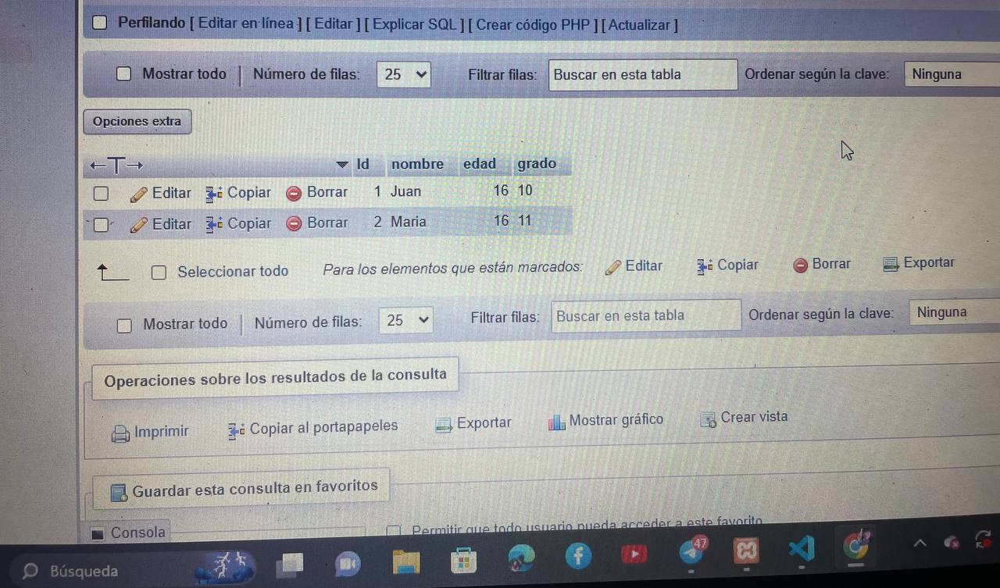 Perfilando [ Editar en línea ] [ Editar ] [ Explicar SQL ] [ Crear código PHP ] [ Actualizar ]
Mostrar todo | Número de filas: 25 Filtrar filas: Buscar en esta tabla Ordenar según la clave: Ninguna
Opciones extra
←T→ Id nombre edad grado
Editar Copiar Borrar 1 Juan 16 10
Editar Copiar Borrar 2 Maria 16 11
Seleccionar todo Para los elementos que están marcados: Editar Copiar Borrar Exportar
Mostrar todo | Número de filas: 25 Filtrar filas: Buscar en esta tabla Ordenar según la clave: Ninguna
Operaciones sobre los resultados de la consulta
Imprimir Copiar al portapapeles Exportar Mostrar gráfico Crear vista
Guardar esta consulta en favoritos
Permitir que todo usuario pueda acceder a este favorito
Consola
Búsqueda 47